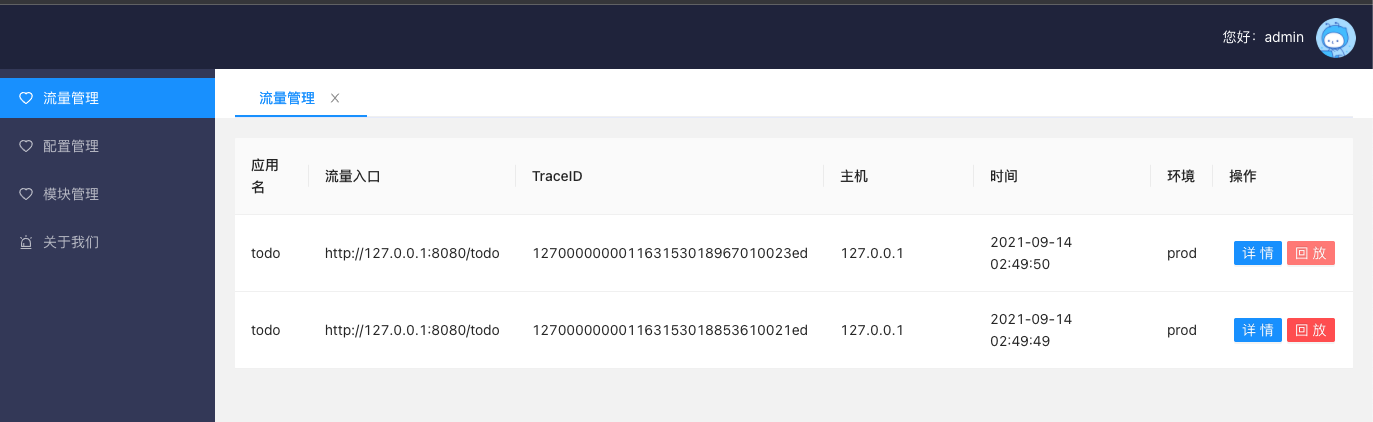 您好：admin
流量管理
配置管理
模块管理
关于我们
流量管理
应用名 流量入口 TraceID 主机 时间 环境 操作
todo http://127.0.0.1:8080/todo 127000000001163153018967010023ed 127.0.0.1 2021-09-14 02:49:50 prod 详 情 回 放
todo http://127.0.0.1:8080/todo 127000000001163153018853610021ed 127.0.0.1 2021-09-14 02:49:49 prod 详 情 回 放